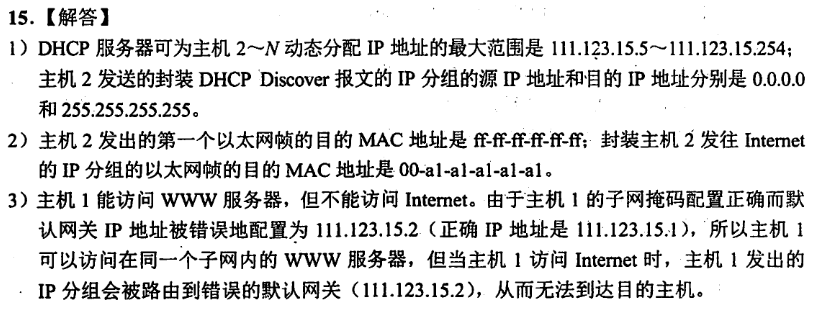 15.【解答】
1）DHCP 服务器可为主机 2～N 动态分配 IP 地址的最大范围是 111.123.15.5～111.123.15.254；
主机 2 发送的封装 DHCP Discover 报文的 IP 分组的源 IP 地址和目的 IP 地址分别是 0.0.0.0
和 255.255.255.255。
2）主机 2 发出的第一个以太网帧的目的 MAC 地址是 ff-ff-ff-ff-ff-ff；封装主机 2 发往 Internet
的 IP 分组的以太网帧的目的 MAC 地址是 00-a1-a1-a1-a1-a1。
3）主机 1 能访问 WWW 服务器，但不能访问 Internet。由于主机 1 的子网掩码配置正确而默
认网关 IP 地址被错误地配置为 111.123.15.2（正确 IP 地址是 111.123.15.1），所以主机 1
可以访问在同一个子网内的 WWW 服务器，但当主机 1 访问 Internet 时，主机 1 发出的
IP 分组会被路由到错误的默认网关（111.123.15.2），从而无法到达目的主机。